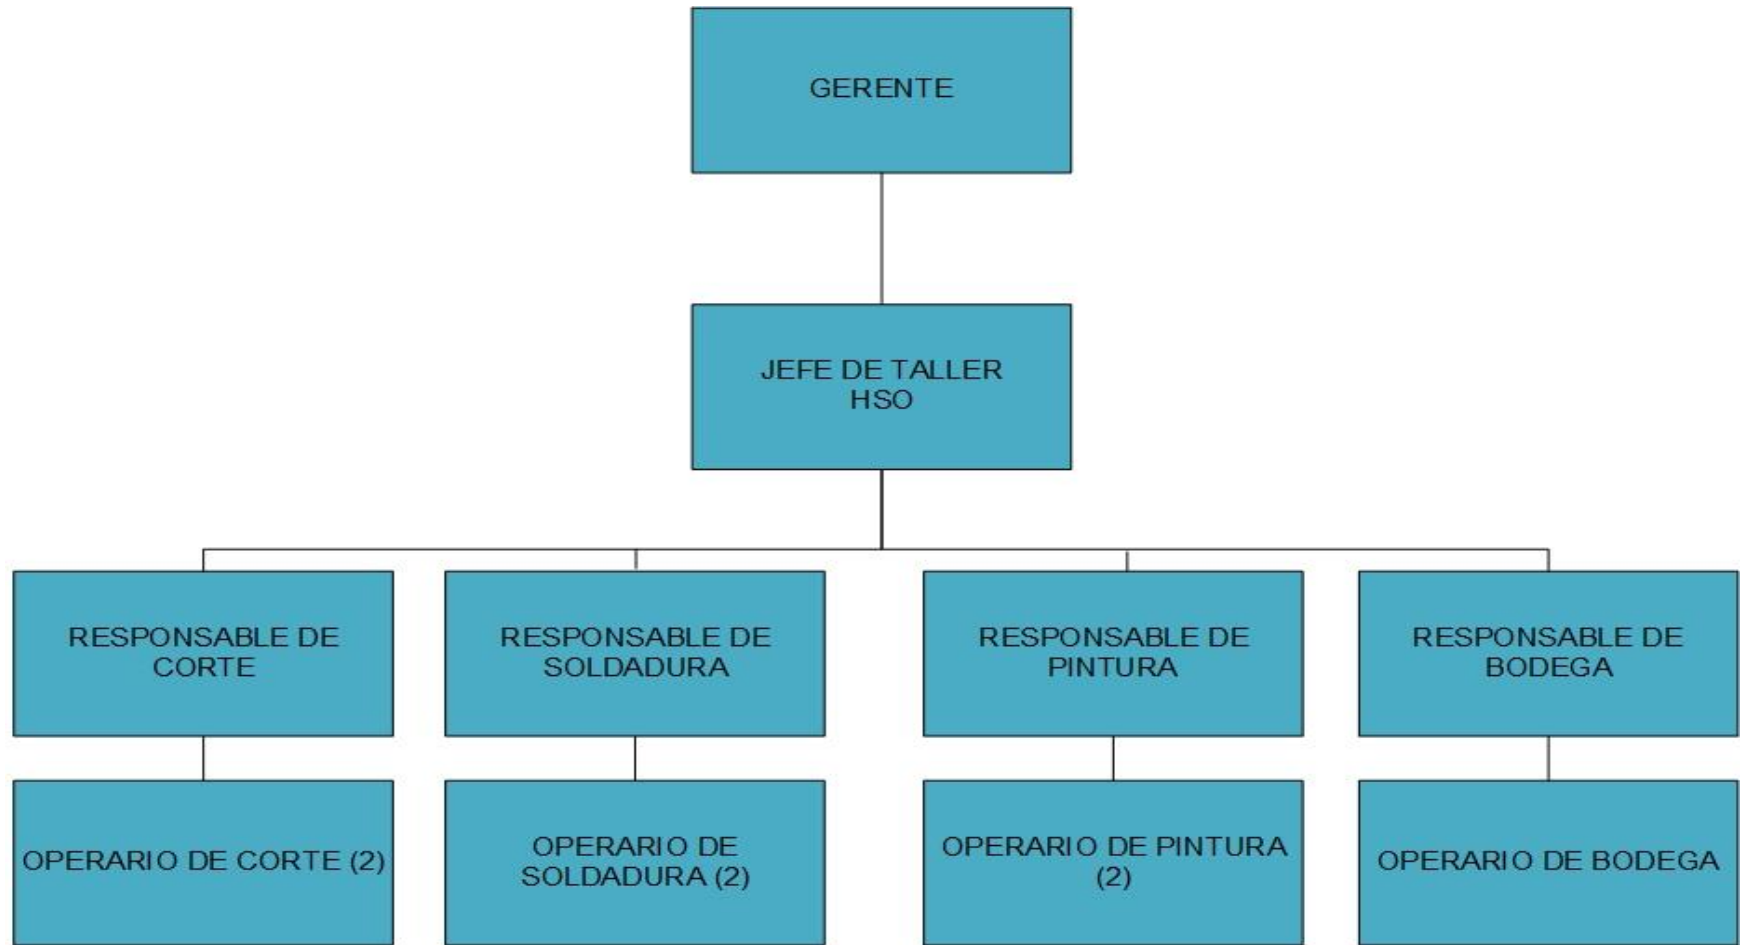 GERENTE
JEFE DE TALLER
HSO
RESPONSABLE DE
CORTE
RESPONSABLE DE
SOLDADURA
RESPONSABLE DE
PINTURA
RESPONSABLE DE
BODEGA
OPERARIO DE CORTE (2)
OPERARIO DE
SOLDADURA (2)
OPERARIO DE PINTURA
(2)
OPERARIO DE BODEGA